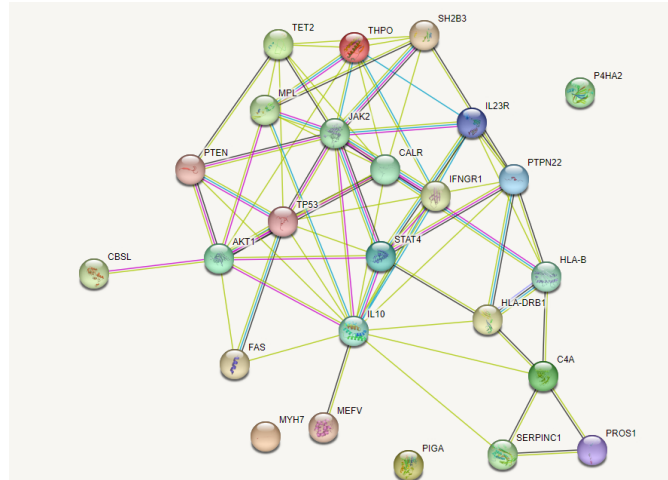 SH2B3
TET2
THPO
P4HA2
MPL
IL23R
JAK2
PTEN
CALR
PTPN22
IFNGR1
TP53
AKT1
STAT4
CBSL
HLA-B
HLA-DRB1
IL10
FAS
C4A
MEFV
MYH7
SERPINC1
PROS1
PIGA